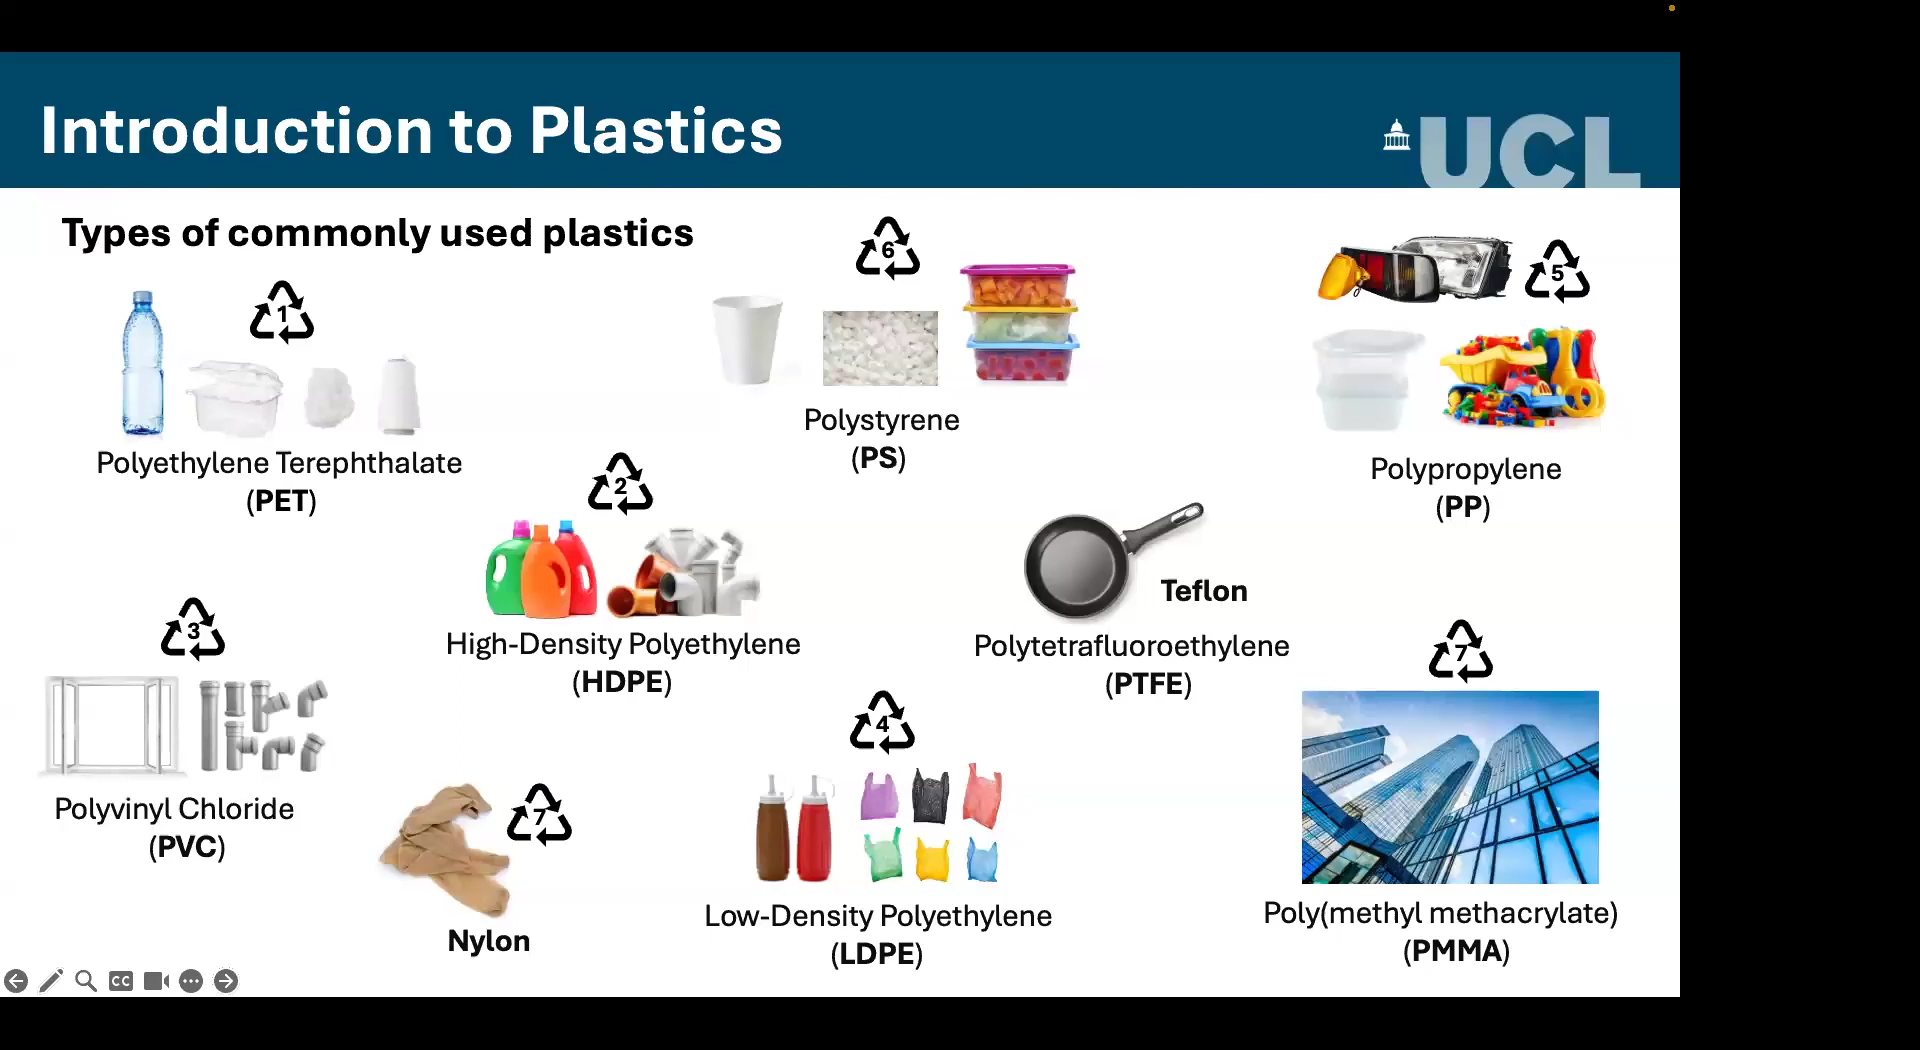 Introduction to Plastics
UCL
Types of commonly used plastics
1
Polyethylene Terephthalate
(PET)
6
Polystyrene
(PS)
5
Polypropylene
(PP)
2
High-Density Polyethylene
(HDPE)
Teflon
Polytetrafluoroethylene
(PTFE)
3
Polyvinyl Chloride
(PVC)
7
Nylon
4
Low-Density Polyethylene
(LDPE)
7
Poly(methyl methacrylate)
(PMMA)
CC